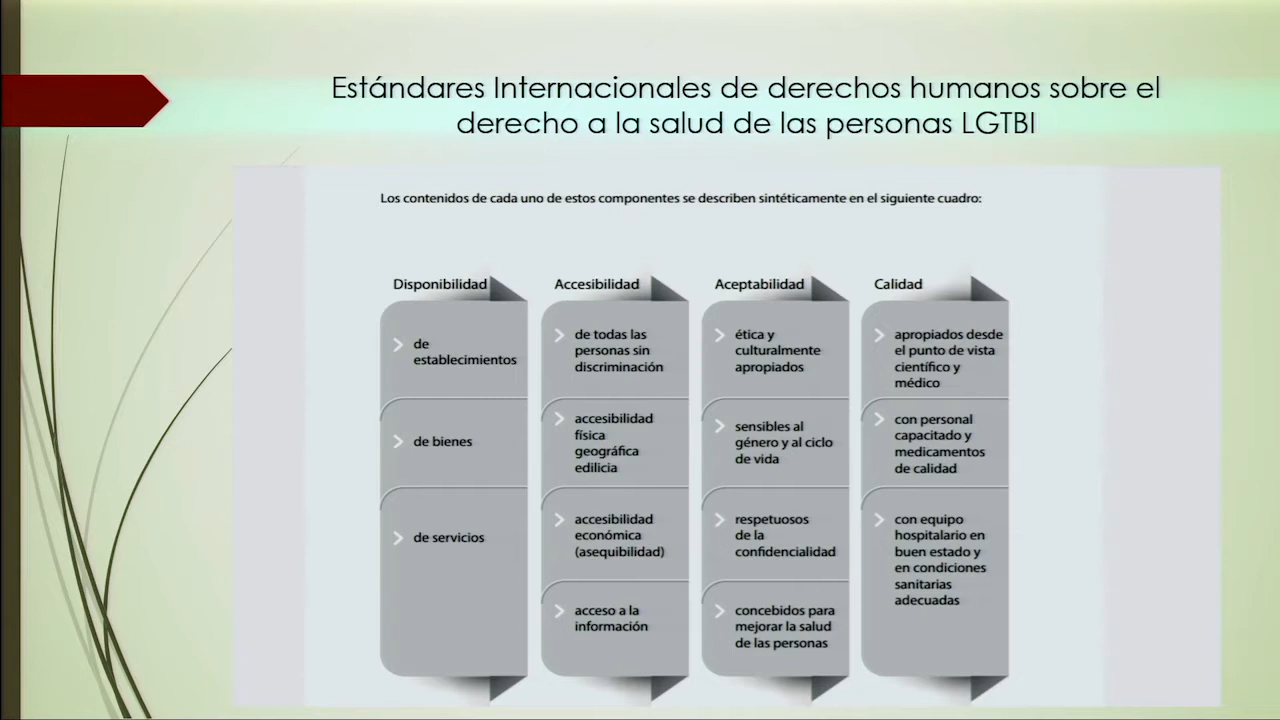 Estándares Internacionales de derechos humanos sobre el
derecho a la salud de las personas LGTBI
Los contenidos de cada uno de estos componentes se describen sintéticamente en el siguiente cuadro:
Disponibilidad
de
establecimientos
de bienes
de servicios
Accesibilidad
de todas las
personas sin
discriminación
accesibilidad
física
geográfica
edilicia
accesibilidad
económica
(asequibilidad)
acceso a la
información
Aceptabilidad
ética y
culturalmente
apropiados
sensibles al
género y al ciclo
de vida
respetuosos
de la
confidencialidad
concebidos para
mejorar la salud
de las personas
Calidad
apropiados desde
el punto de vista
científico y
médico
con personal
capacitado y
medicamentos
de calidad
con equipo
hospitalario en
buen estado y
en condiciones
sanitarias
adecuadas